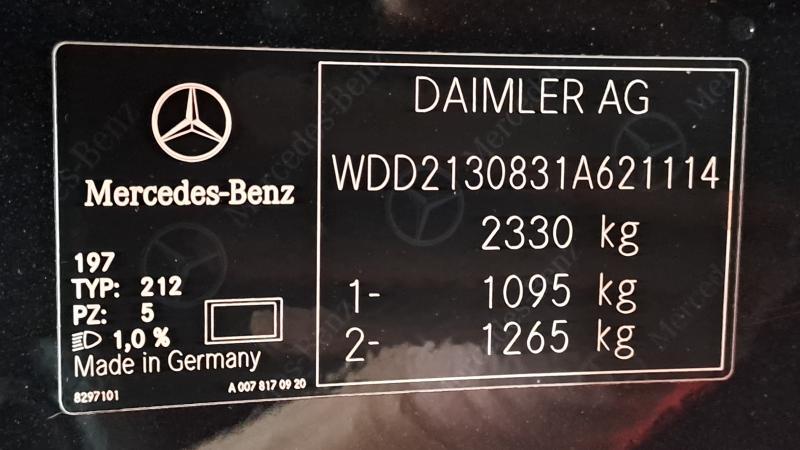 Mercedes-Benz
197
TYP: 212
PZ: 5
1,0 %
Made in Germany
8297101
A 007 817 09 20
DAIMLER AG
WDD2130831A621114
2330 kg
1- 1095 kg
2- 1265 kg